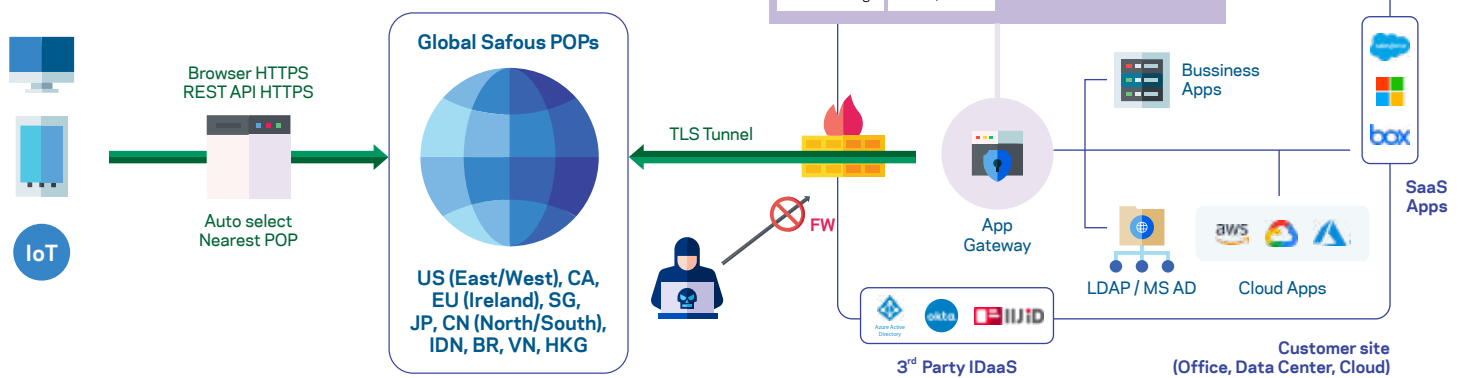 Global Safous POPs
Browser HTTPS
REST API HTTPS
Auto select
Nearest POP
IoT
US (East/West), CA,
EU (Ireland), SG,
JP, CN (North/South),
IDN, BR, VN, HKG
TLS Tunnel
FW
App
Gateway
Bussiness
Apps
LDAP / MS AD
aws
Cloud Apps
salesforce
box
SaaS
Apps
Azure Active
Directory
okta
IIJiD
3rd Party IDaaS
Customer site
(Office, Data Center, Cloud)